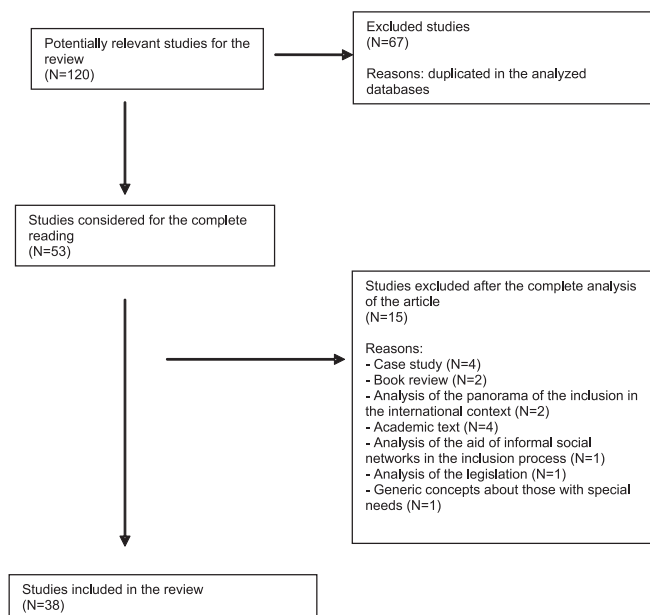 Potentially relevant studies for the
review
(N=120)
Excluded studies
(N=67)
Reasons: duplicated in the analyzed
databases
Studies considered for the complete
reading
(N=53)
Studies excluded after the complete analysis
of the article
(N=15)
Reasons:
- Case study (N=4)
- Book review (N=2)
- Analysis of the panorama of the inclusion in
the international context (N=2)
- Academic text (N=4)
- Analysis of the aid of informal social
networks in the inclusion process (N=1)
- Analysis of the legislation (N=1)
- Generic concepts about those with special
needs (N=1)
Studies included in the review
(N=38)